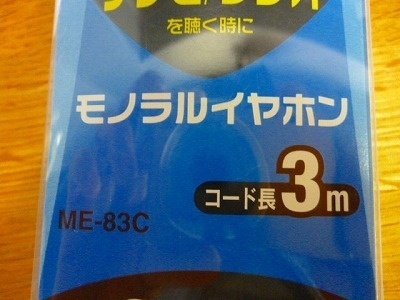 を聴く時に
モノラルイヤホン
コード長3m
ME-83C